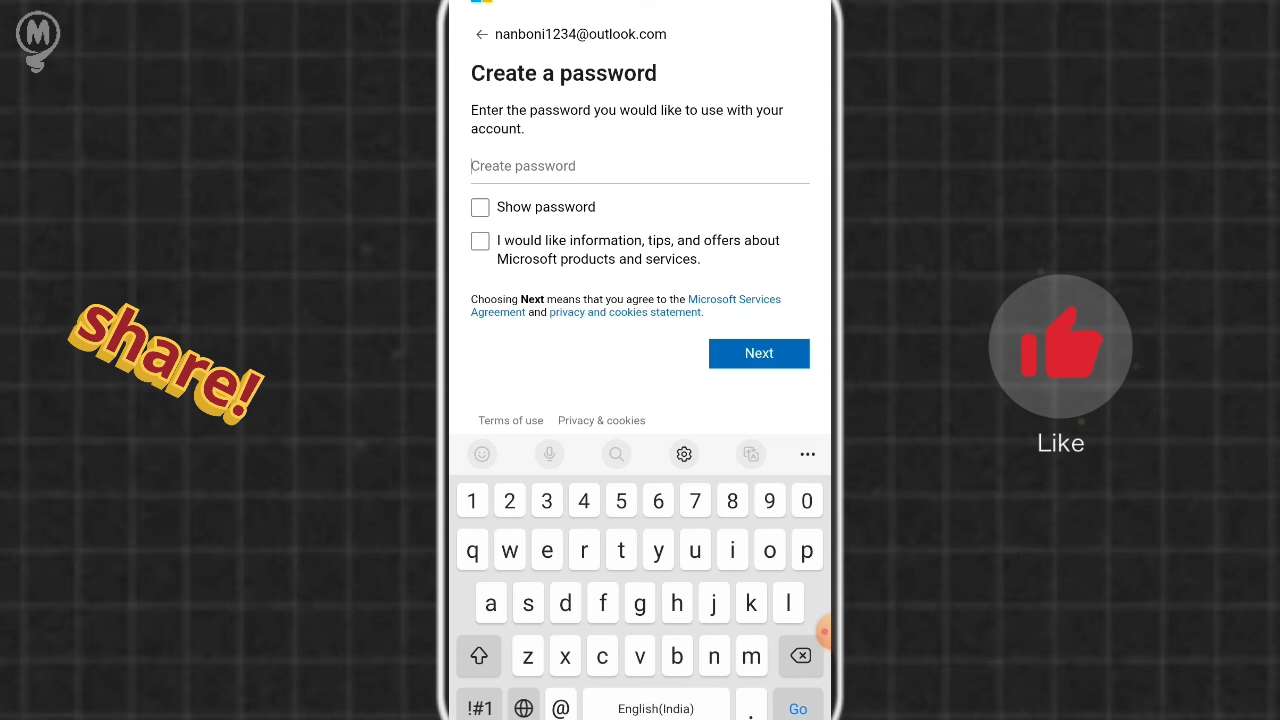 M
nanboni1234@outlook.com
Create a password
Enter the password you would like to use with your
account.
Create password
Show password
I would like information, tips, and offers about
Microsoft products and services.
Choosing Next means that you agree to the Microsoft Services
Agreement and privacy and cookies statement.
Next
share!
Like
Terms of use Privacy & cookies
1 2 3 4 5 6 7 8 9 0
q w e r t y u i o p
a s d f g h j k l
z x c v b n m
!#1 @ English(India) . Go